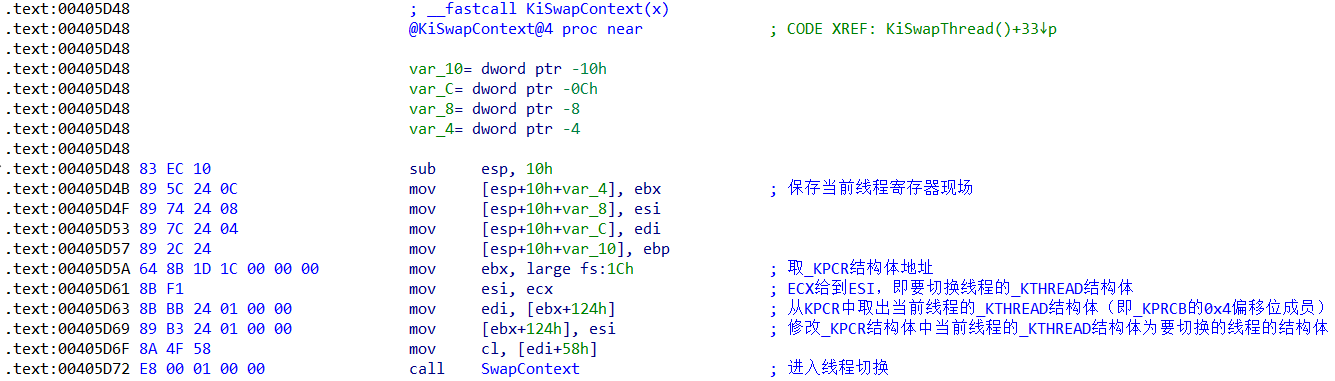 .text:00405D48 ; __fastcall KiSwapContext(x)
.text:00405D48 @KiSwapContext@4 proc near ; CODE XREF: KiSwapThread()+33↓p
.text:00405D48
.text:00405D48 var_10= dword ptr -10h
.text:00405D48 var_C= dword ptr -0Ch
.text:00405D48 var_8= dword ptr -8
.text:00405D48 var_4= dword ptr -4
.text:00405D48
.text:00405D48 83 EC 10 sub esp, 10h
.text:00405D4B 89 5C 24 0C mov [esp+10h+var_4], ebx ; 保存当前线程寄存器现场
.text:00405D4F 89 74 24 08 mov [esp+10h+var_8], esi
.text:00405D53 89 7C 24 04 mov [esp+10h+var_C], edi
.text:00405D57 89 2C 24 mov [esp+10h+var_10], ebp
.text:00405D5A 64 8B 1D 1C 00 00 00 mov ebx, large fs:1Ch ; 取_KPCR结构体地址
.text:00405D61 8B F1 mov esi, ecx ; ECX给到ESI，即要切换线程的_KTHREAD结构体
.text:00405D63 8B BB 24 01 00 00 mov edi, [ebx+124h] ; 从KPCR中取出当前线程的_KTHREAD结构体（即_KPRCB的0x4偏移位成员）
.text:00405D69 89 B3 24 01 00 00 mov [ebx+124h], esi ; 修改_KPCR结构体中当前线程的_KTHREAD结构体为要切换的线程的结构体
.text:00405D6F 8A 4F 58 mov cl, [edi+58h]
.text:00405D72 E8 00 01 00 00 call SwapContext ; 进入线程切换